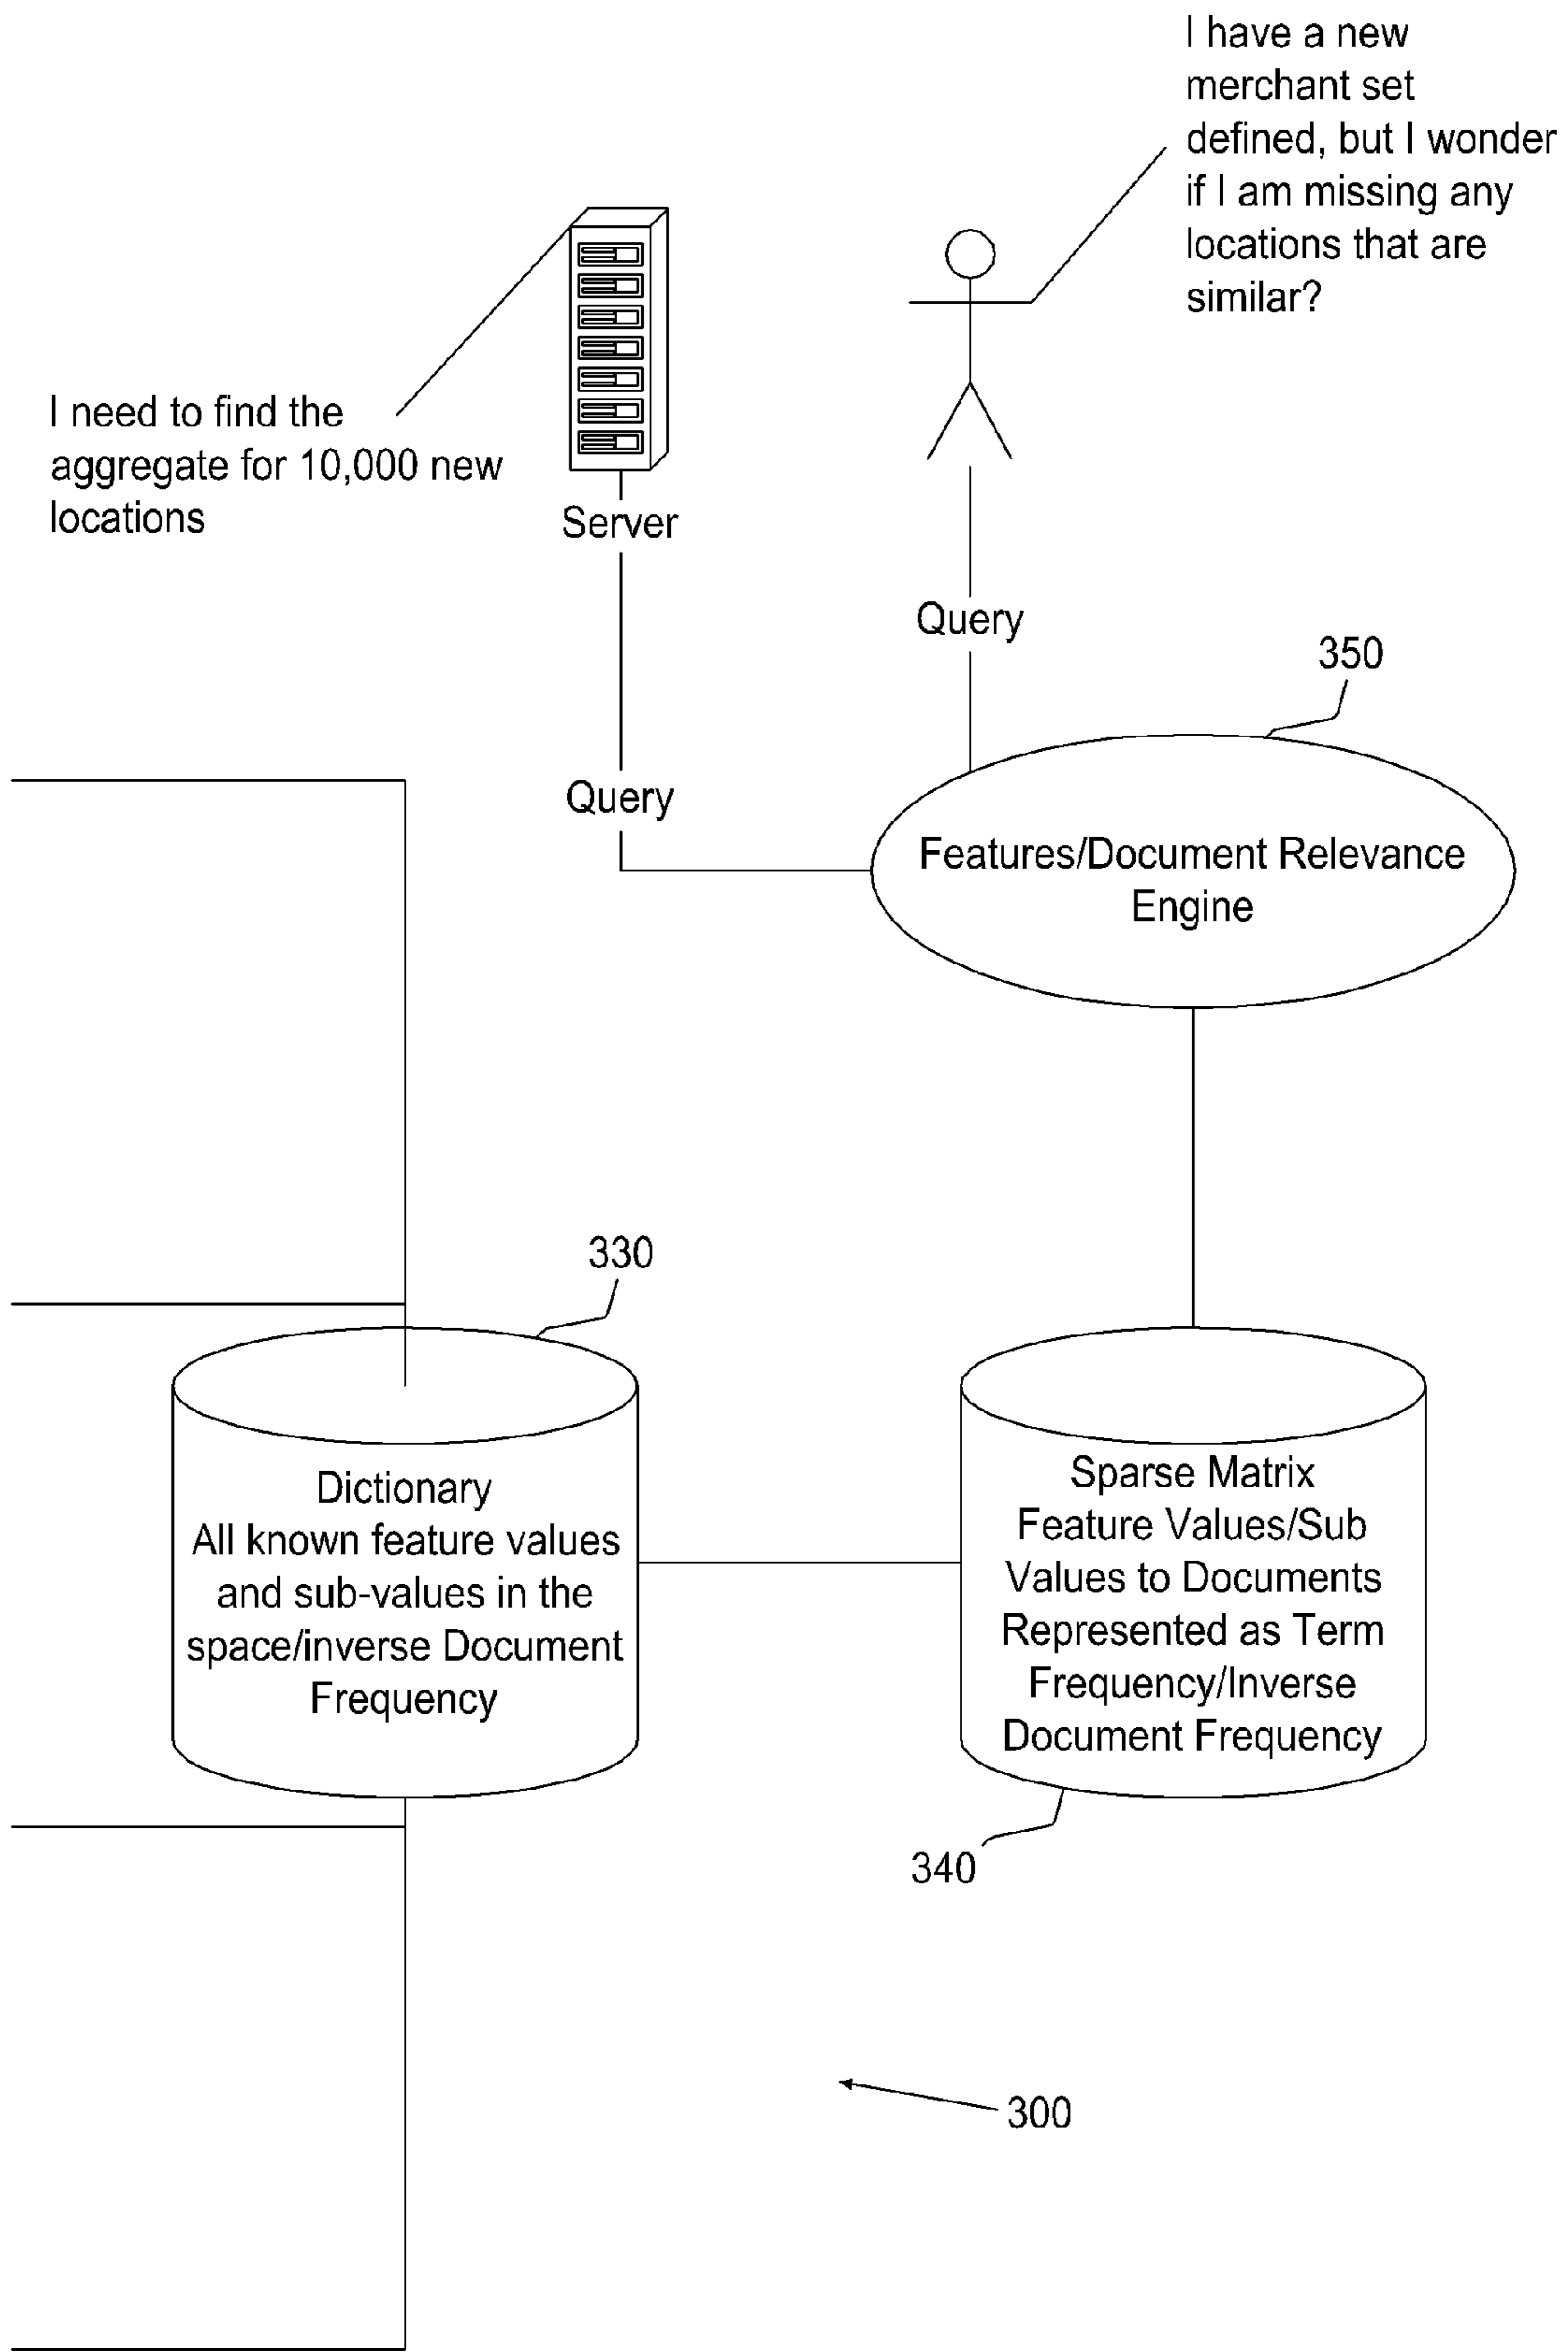 I have a new
merchant set
defined, but I wonder
if I am missing any
locations that are
similar?
I need to find the
aggregate for 10,000 new
locations
Server
Query
350
Query
Features/Document Relevance
Engine
330
Dictionary
All known feature values
and sub-values in the
space/inverse Document
Frequency
Sparse Matrix
Feature Values/Sub
Values to Documents
Represented as Term
Frequency/Inverse
Document Frequency
340
300